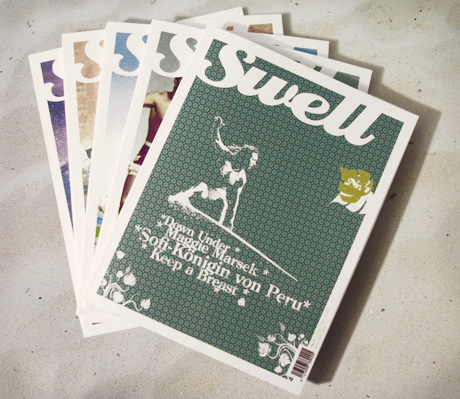 Swell
*Down Under *
Maggie Marsek *
*Sofi-Königin von Peru*
Keep a Breast *